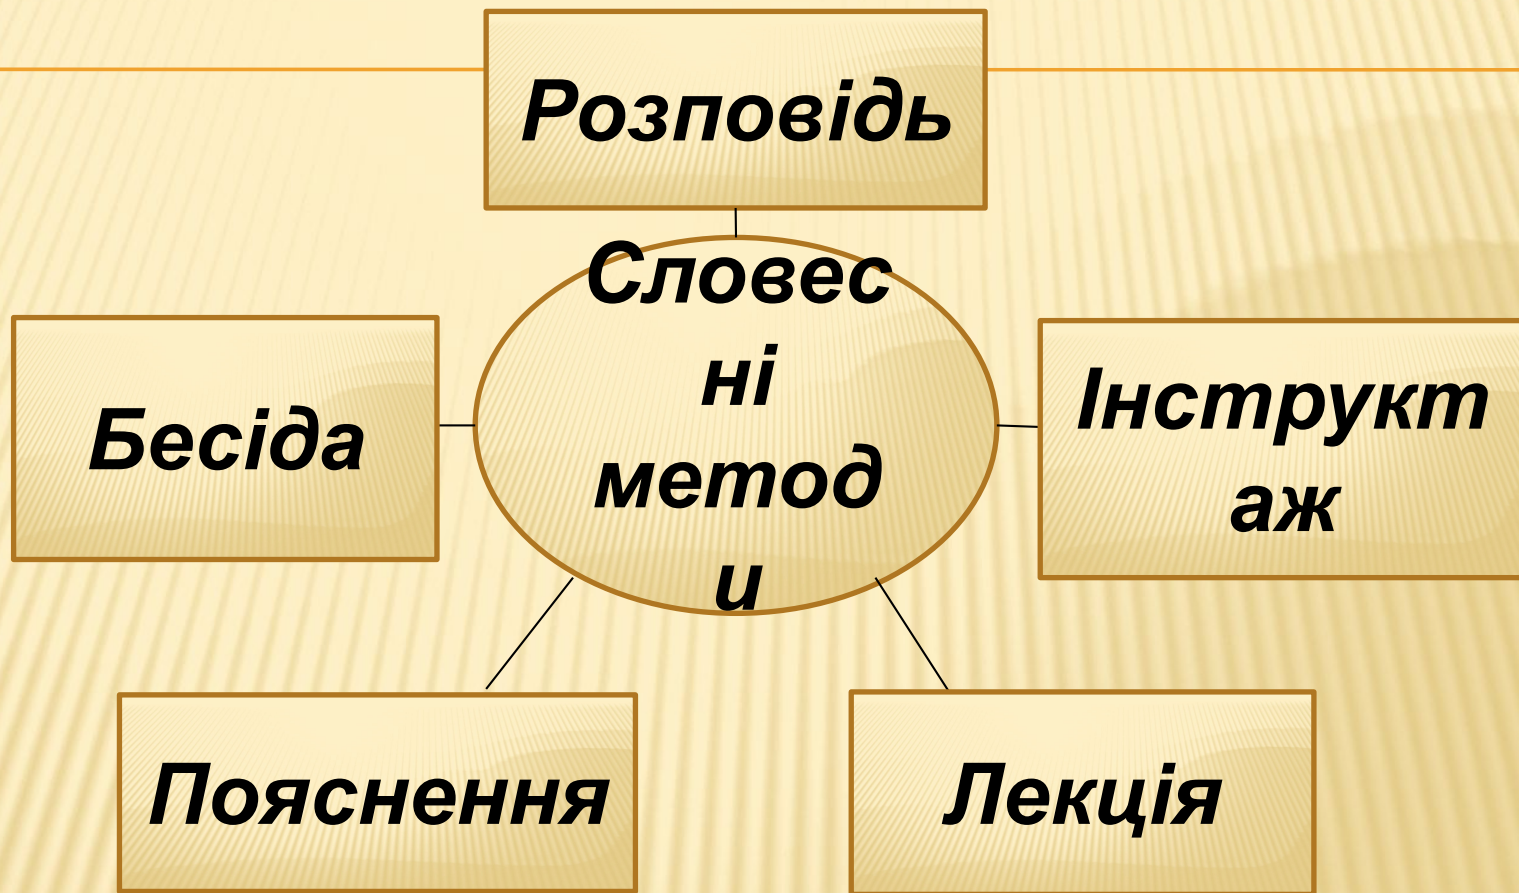 Розповідь
Словес
ні
метод
и
Бесіда
Інструкт
аж
Пояснення
Лекція